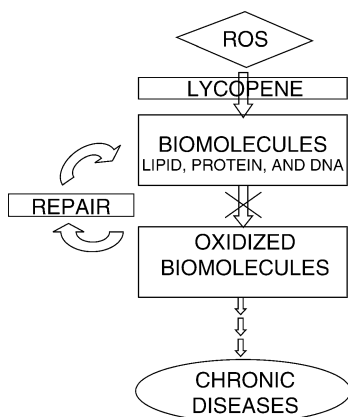 ROS
LYCOPENE
BIOMOLECULES
LIPID, PROTEIN, AND DNA
REPAIR
OXIDIZED
BIOMOLECULES
CHRONIC
DISEASES